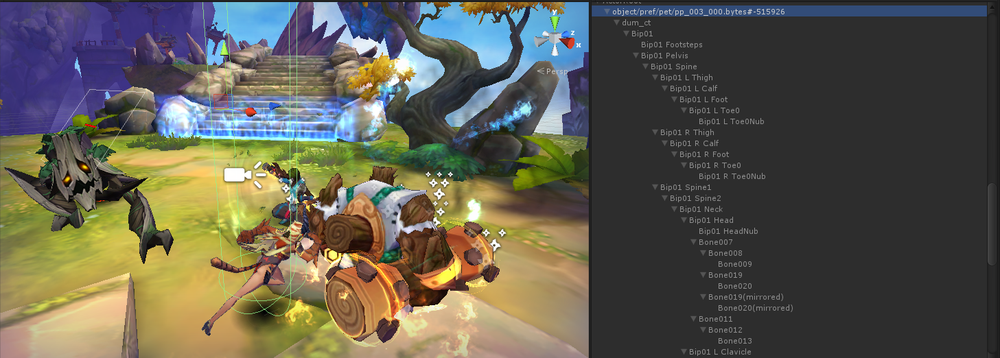 object/pref/pet/pp_003_000.bytes#-515926
dum_ct
Bip01
Bip01 Footsteps
Bip01 Pelvis
Bip01 Spine
Bip01 L Thigh
Bip01 L Calf
Bip01 L Foot
Bip01 L Toe0
Bip01 L Toe0Nub
Bip01 R Thigh
Bip01 R Calf
Bip01 R Foot
Bip01 R Toe0
Bip01 R Toe0Nub
Bip01 Spine1
Bip01 Spine2
Bip01 Neck
Bip01 Head
Bip01 HeadNub
Bone007
Bone008
Bone009
Bone019
Bone020
Bone019(mirrored)
Bone020(mirrored)
Bone011
Bone012
Bone013
Bip01 L Clavicle
y
z
x
Persp